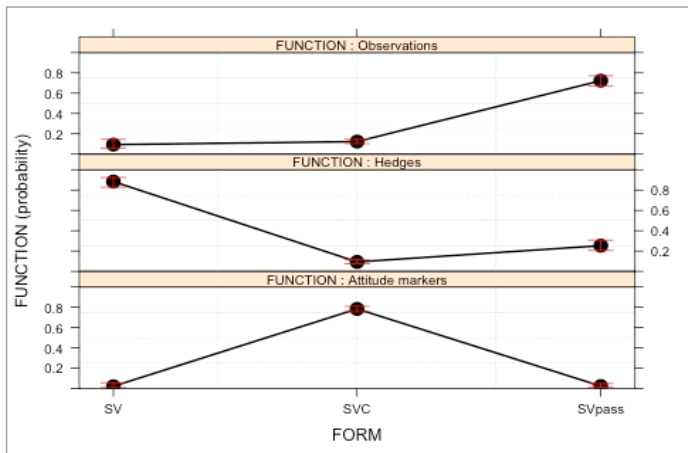 FUNCTION : Observations
0.8
0.6
0.4
0.2
FUNCTION : Hedges
0.8
0.6
0.4
0.2
FUNCTION : Attitude markers
0.8
0.6
0.4
0.2
FUNCTION (probability)
SV SVC SVpass
FORM